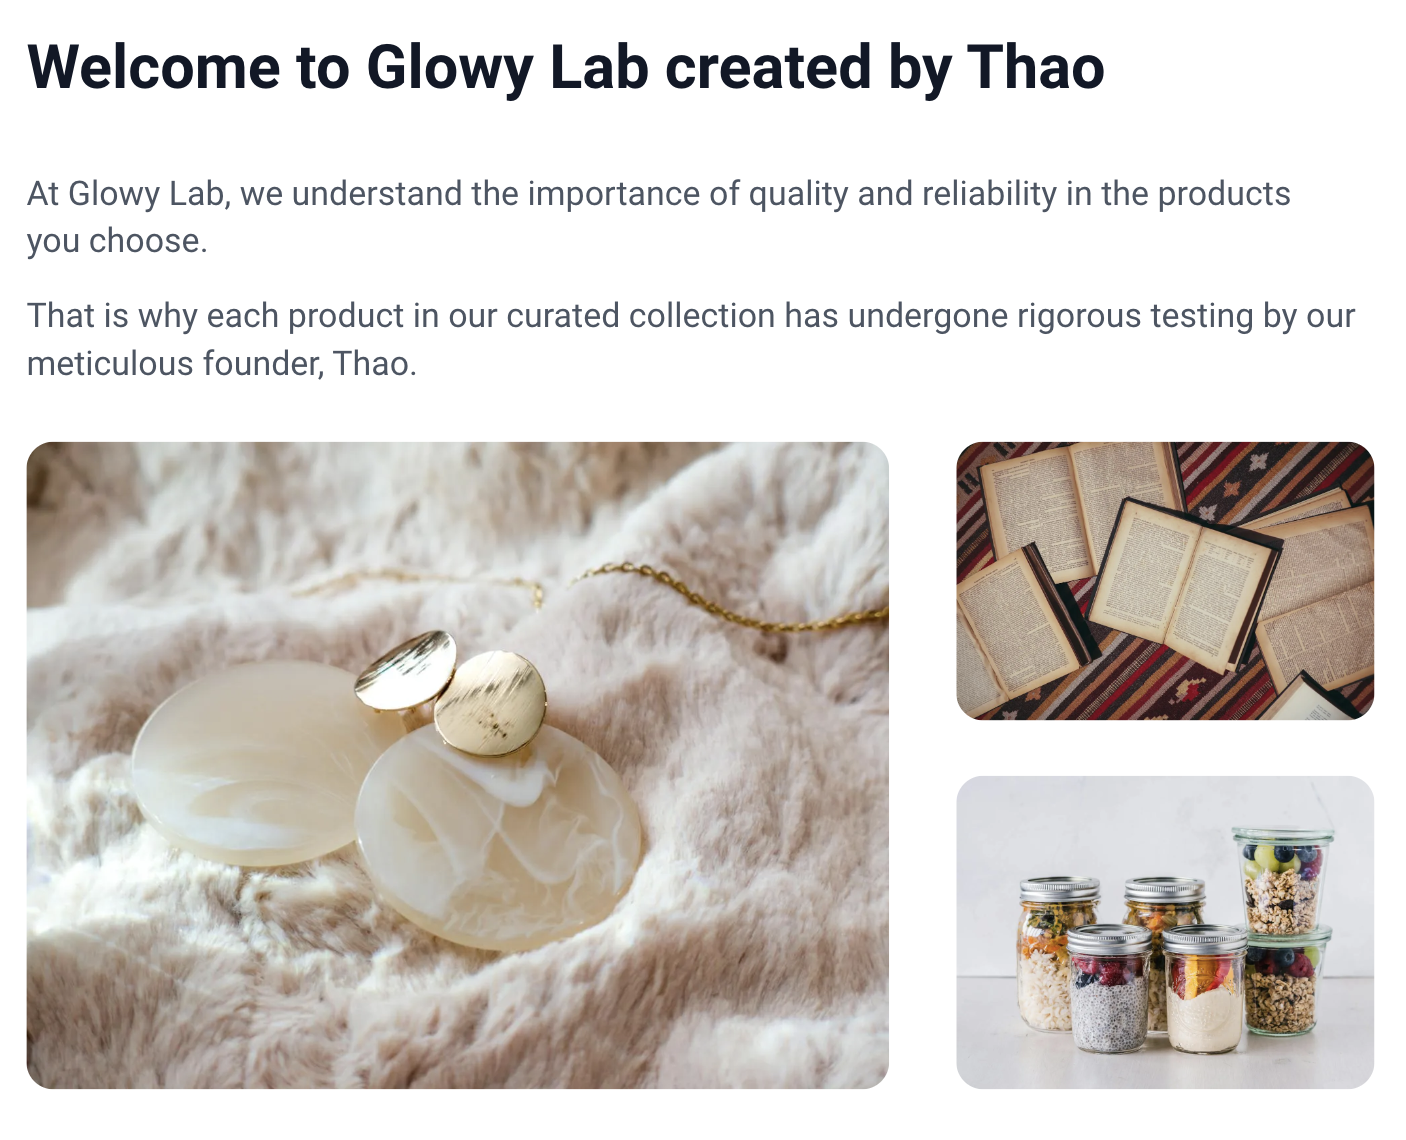 Welcome to Glowy Lab created by Thao
At Glowy Lab, we understand the importance of quality and reliability in the products
you choose.
That is why each product in our curated collection has undergone rigorous testing by our
meticulous founder, Thao.